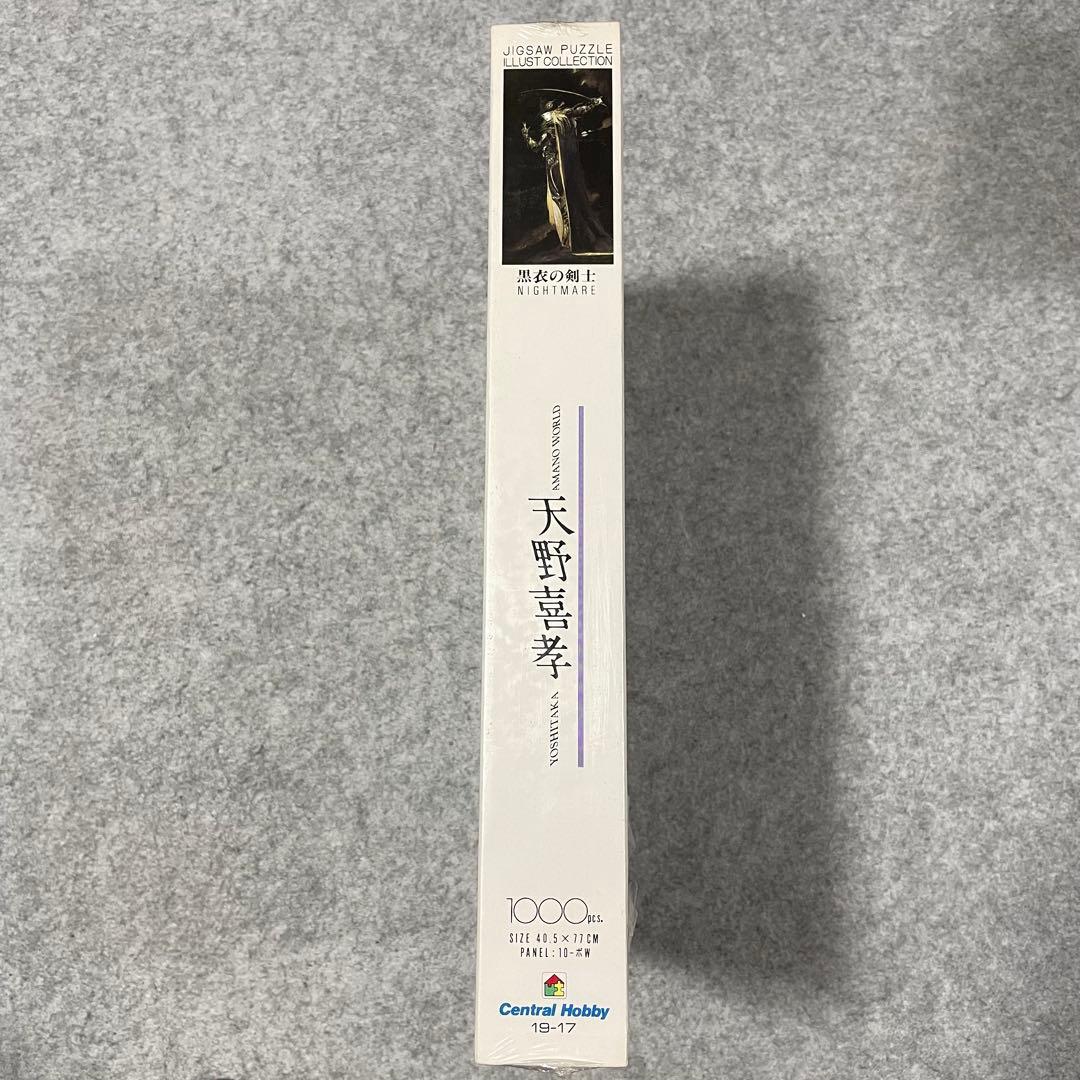 JIGSAW PUZZLE
ILLUST COLLECTION
黒衣の剣士
NIGHTMARE
AMANO WORLD
天野喜孝
YOSHITAKA
1000pcs.
SIZE 40.5×77CM
PANEL:10-ボW
Central Hobby
19-17